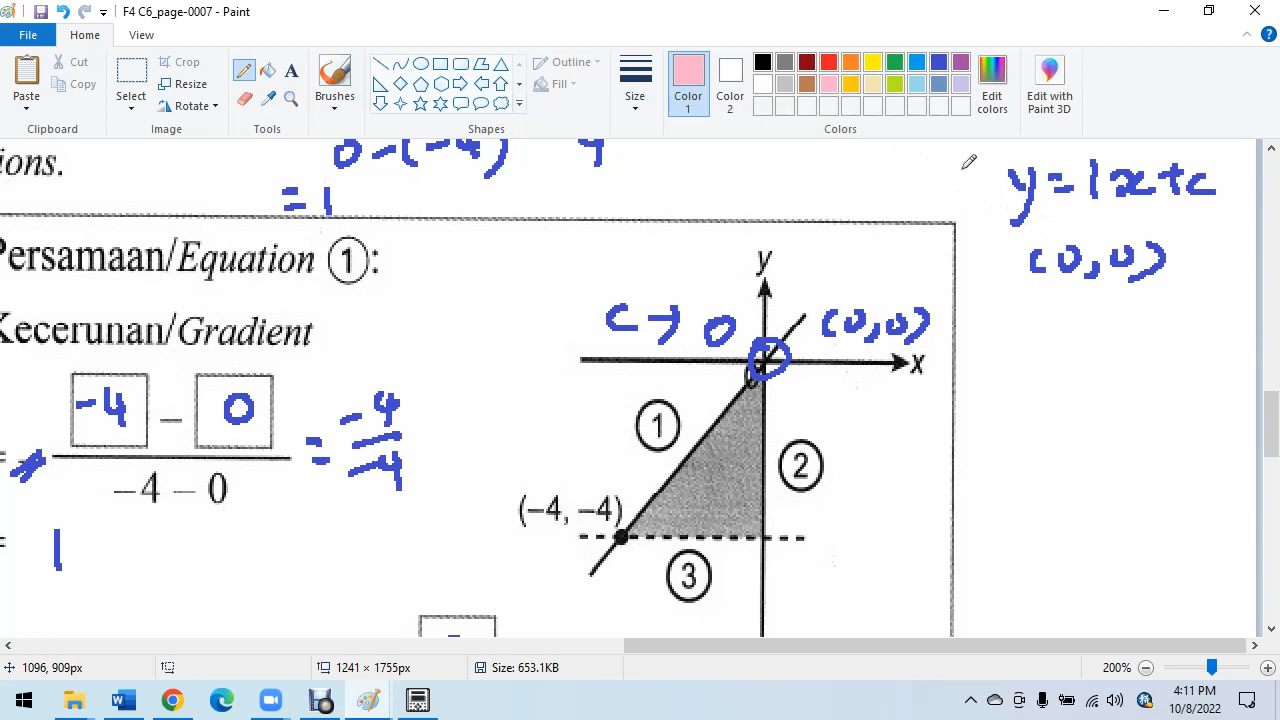 F4 C6_page-0007 - Paint
File Home View
Paste Cut Copy Clipboard
Select Crop Resize Rotate Image
Tools
Brushes
Outline Fill Shapes
Size
Color 1 Color 2 Edit colors Colors
Edit with Paint 3D
ions.
0 - (-4) 4
= 1
y = 1x + c
(0, 0)
Persamaan/Equation 1:
Kecerunan/Gradient
y
c → 0 (0, 0)
x
-4 – 0
= = -4
−4 − 0 -4
= 1
1
2
(−4, −4)
3
1096, 909px 1241 × 1755px Size: 653.1KB 200%
4:11 PM
10/8/2022